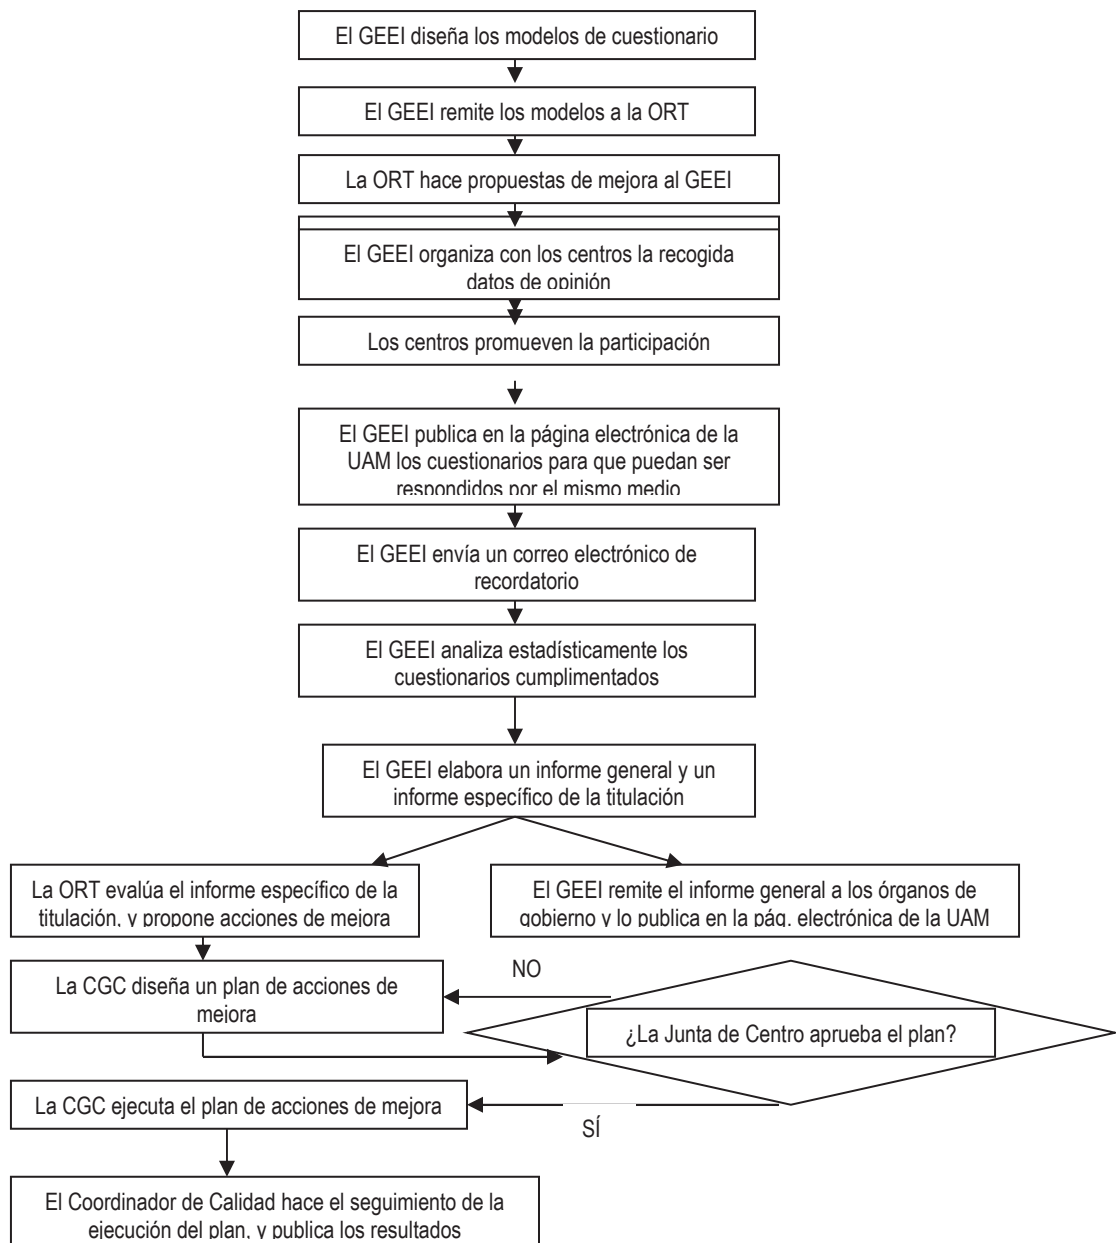 El GEEI diseña los modelos de cuestionario
El GEEI remite los modelos a la ORT
La ORT hace propuestas de mejora al GEEI
El GEEI organiza con los centros la recogida
datos de opinión
Los centros promueven la participación
El GEEI publica en la página electrónica de la
UAM los cuestionarios para que puedan ser
respondidos por el mismo medio
El GEEI envía un correo electrónico de
recordatorio
El GEEI analiza estadísticamente los
cuestionarios cumplimentados
El GEEI elabora un informe general y un
informe específico de la titulación
La ORT evalúa el informe específico de la
titulación, y propone acciones de mejora
El GEEI remite el informe general a los órganos de
gobierno y lo publica en la pág. electrónica de la UAM
La CGC diseña un plan de acciones de
mejora
NO
¿La Junta de Centro aprueba el plan?
La CGC ejecuta el plan de acciones de mejora
SÍ
El Coordinador de Calidad hace el seguimiento de la
ejecución del plan, y publica los resultados